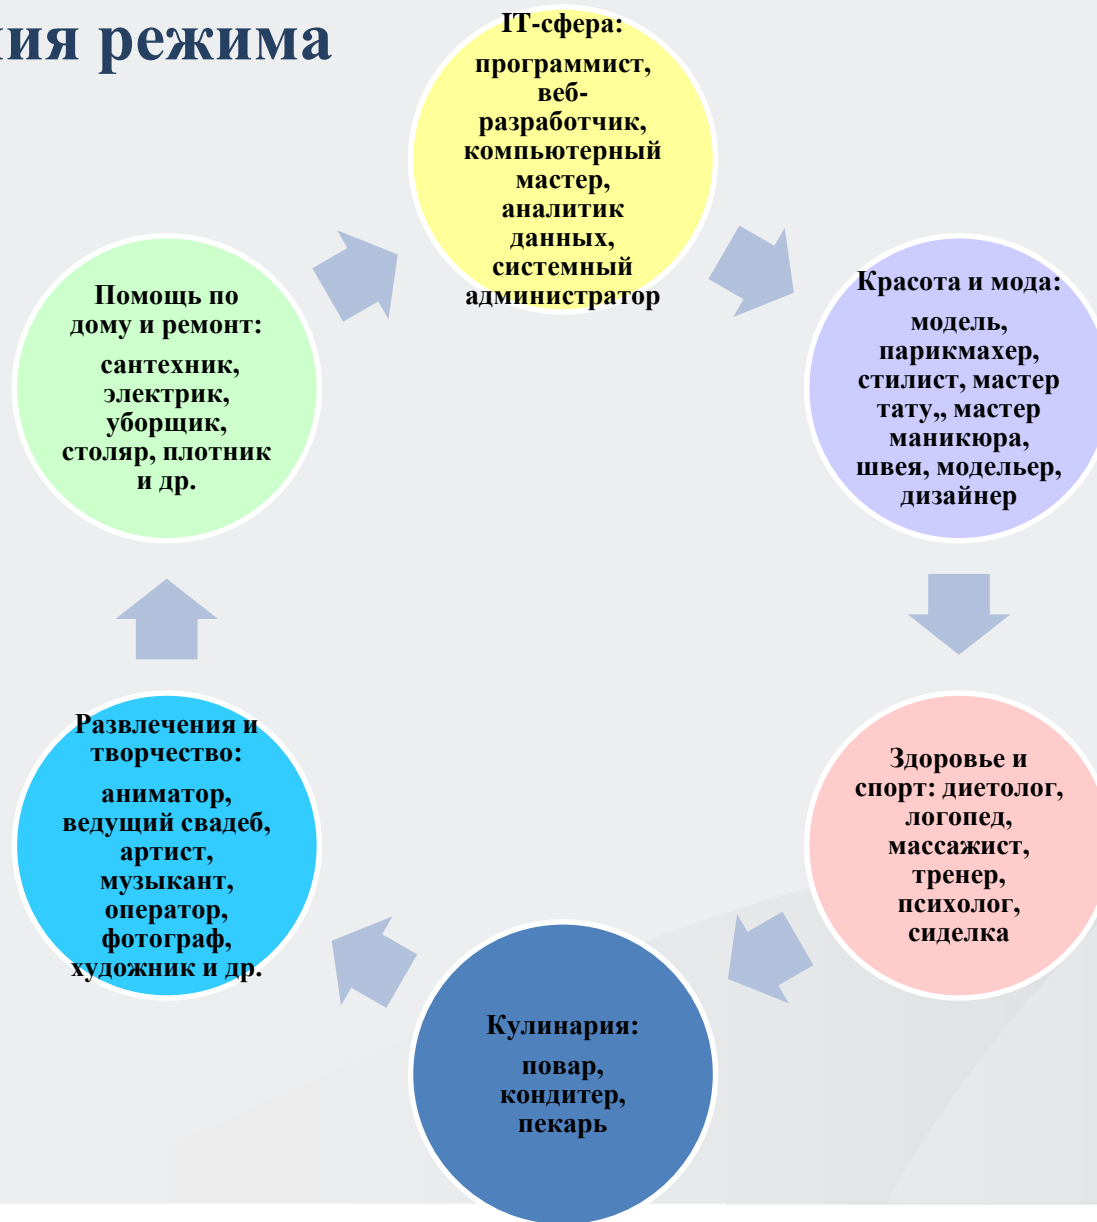 ния режима
IT-сфера:
программист,
веб-
разработчик,
компьютерный
мастер,
аналитик
данных,
системный
администратор
Красота и мода:
модель,
парикмахер,
стилист, мастер
тату,, мастер
маникюра,
швея, модельер,
дизайнер
Здоровье и
спорт: диетолог,
логопед,
массажист,
тренер,
психолог,
сиделка
Кулинария:
повар,
кондитер,
пекарь
Развлечения и
творчество:
аниматор,
ведущий свадеб,
артист,
музыкант,
оператор,
фотограф,
художник и др.
Помощь по
дому и ремонт:
сантехник,
электрик,
уборщик,
столяр, плотник
и др.